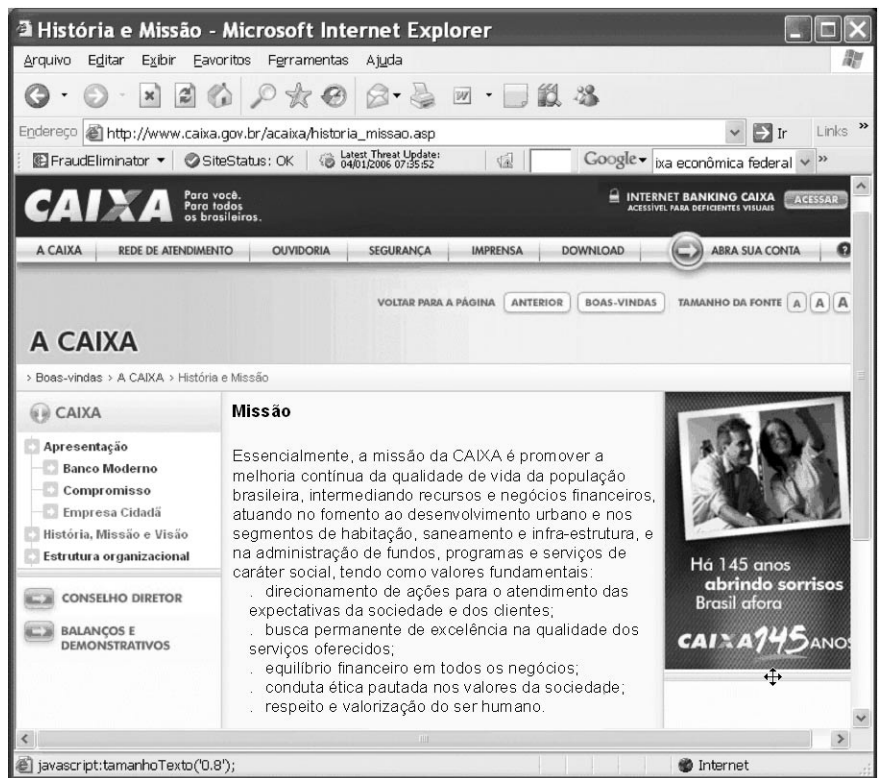 História e Missão - Microsoft Internet Explorer
Arquivo Editar Exibir Favoritos Ferramentas Ajuda
Endereço http://www.caixa.gov.br/acaixa/historia_missao.asp Ir Links »
FraudEliminator SiteStatus: OK Latest Threat Update: 04/01/2006 07:35:52 Google ixa econômica federal »
CAIXA Para você. Para todos os brasileiros.
INTERNET BANKING CAIXA ACESSAR
ACESSÍVEL PARA DEFICIENTES VISUAIS
A CAIXA REDE DE ATENDIMENTO OUVIDORIA SEGURANÇA IMPRENSA DOWNLOAD ABRA SUA CONTA ?
VOLTAR PARA A PÁGINA ANTERIOR BOAS-VINDAS TAMANHO DA FONTE A A A
A CAIXA
> Boas-vindas > A CAIXA > História e Missão
CAIXA
Apresentação
Banco Moderno
Compromisso
Empresa Cidadã
História, Missão e Visão
Estrutura organizacional
CONSELHO DIRETOR
BALANÇOS E
DEMONSTRATIVOS
Missão
Essencialmente, a missão da CAIXA é promover a
melhoria contínua da qualidade de vida da população
brasileira, intermediando recursos e negócios financeiros,
atuando no fomento ao desenvolvimento urbano e nos
segmentos de habitação, saneamento e infra-estrutura, e
na administração de fundos, programas e serviços de
caráter social, tendo como valores fundamentais:
. direcionamento de ações para o atendimento das
expectativas da sociedade e dos clientes;
. busca permanente de excelência na qualidade dos
serviços oferecidos;
. equilíbrio financeiro em todos os negócios;
. conduta ética pautada nos valores da sociedade;
. respeito e valorização do ser humano.
Há 145 anos
abrindo sorrisos
Brasil afora
CAIXA 145 ANOS
javascript:tamanhoTexto('0.8'); Internet